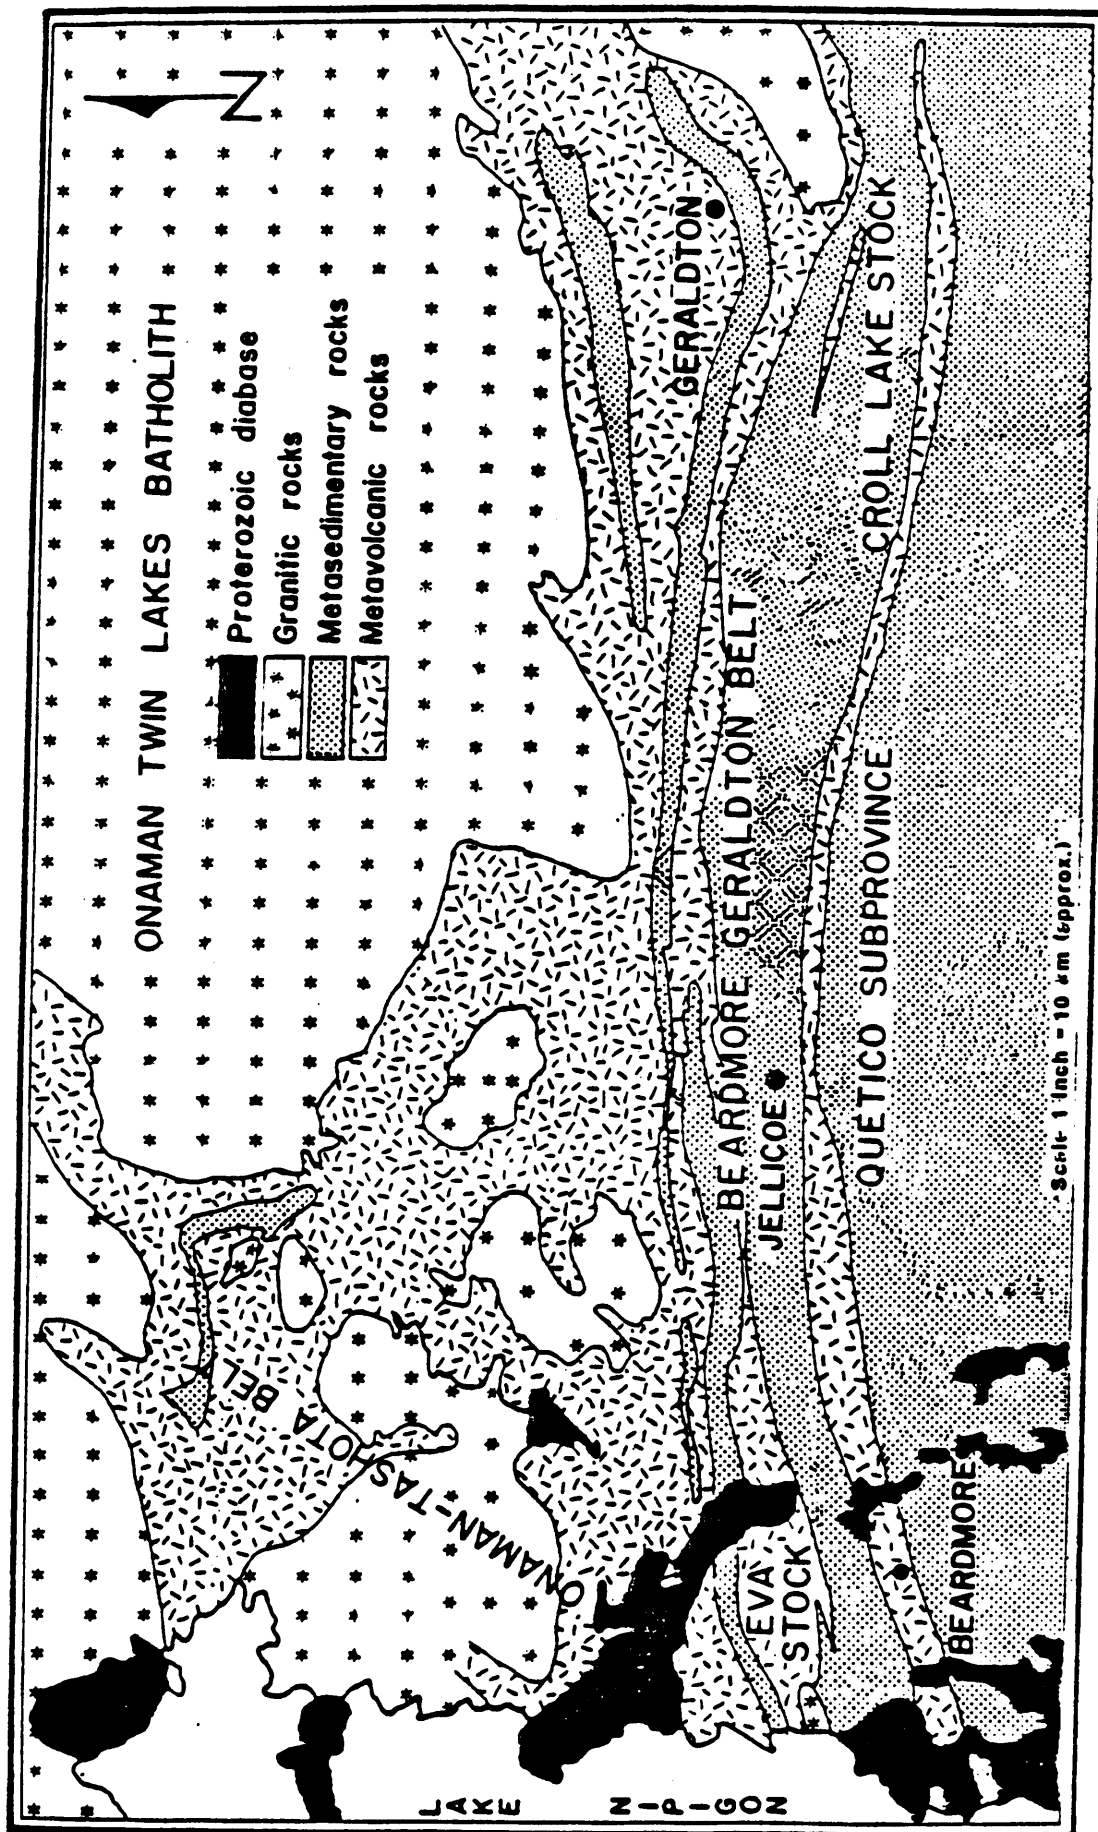 N
ONAMAN TWIN LAKES BATHOLITH
Proterozoic diabase
Granitic rocks
Metasedimentary rocks
Metavolcanic rocks
ONAMAN-TASHOTA BEL
GERALDTON
BEARDMORE GERALDTON BELT
JELLICOE
CROLL LAKE STOCK
QUETICO SUBPROVINCE
EVA
STOCK
BEARDMORE
LAKE
NIPIGON
Scale 1 Inch = 10 km (approx.)